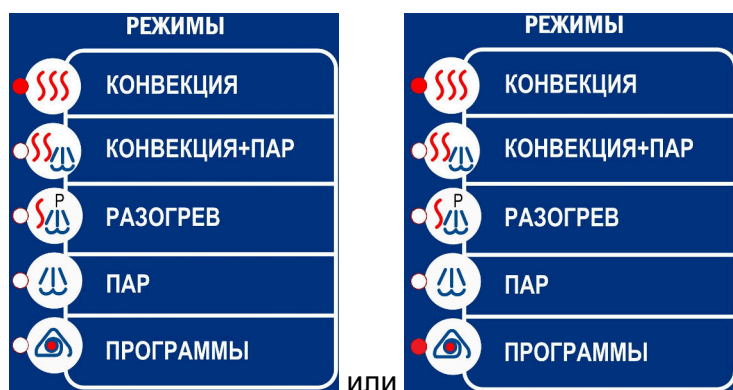 РЕЖИМЫ
КОНВЕКЦИЯ
КОНВЕКЦИЯ+ПАР
P
РАЗОГРЕВ
ПАР
ПРОГРАММЫ
или
РЕЖИМЫ
КОНВЕКЦИЯ
КОНВЕКЦИЯ+ПАР
P
РАЗОГРЕВ
ПАР
ПРОГРАММЫ